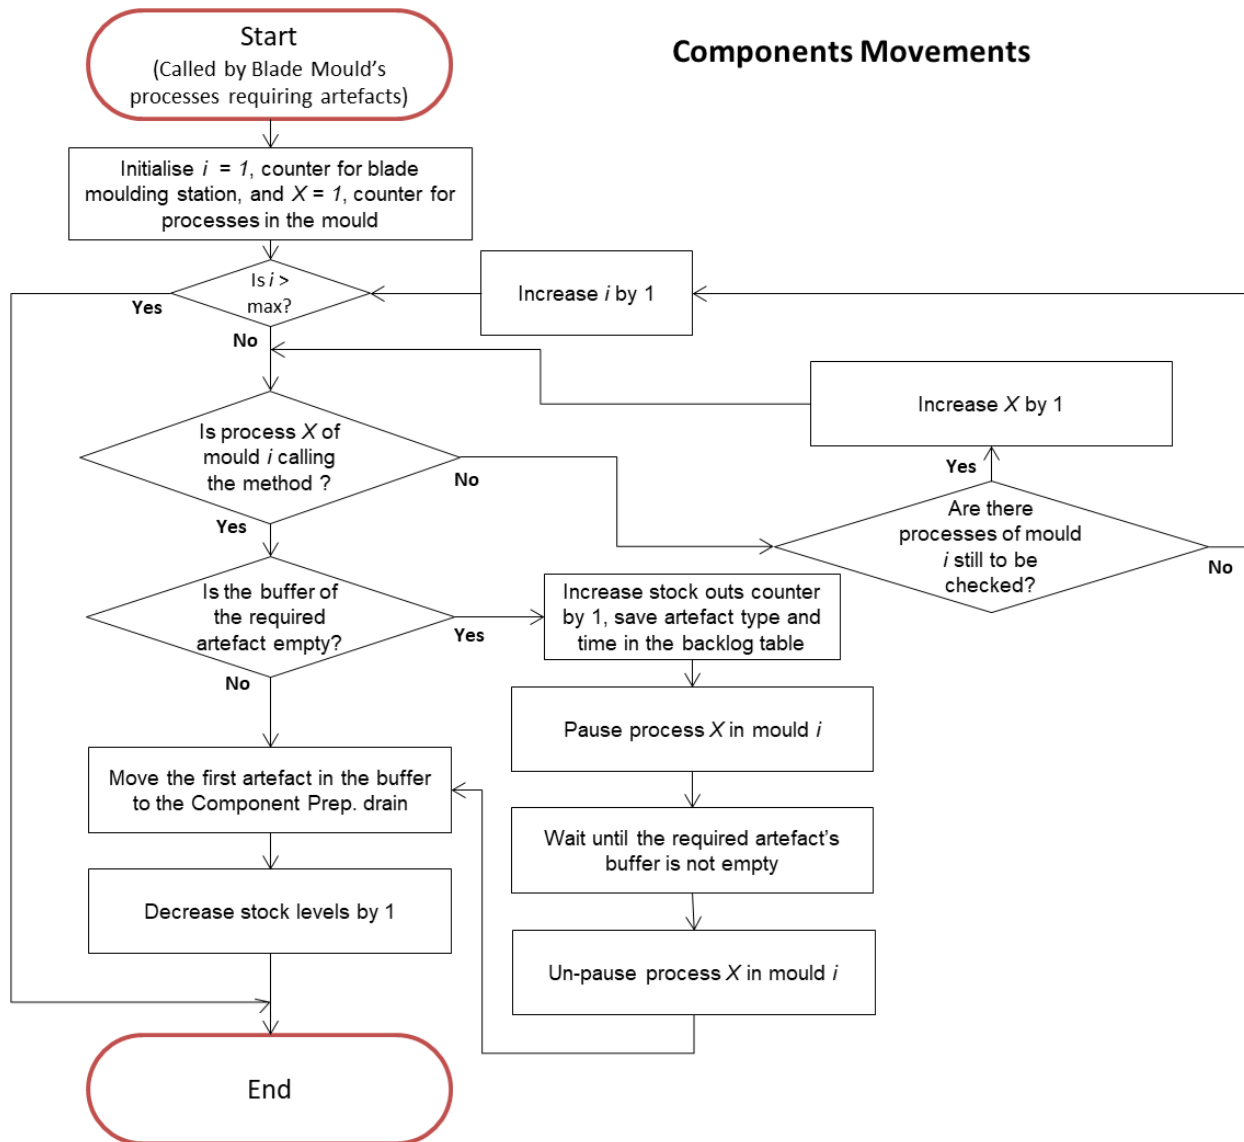 Start
(Called by Blade Mould's
processes requiring artefacts)
Components Movements
Initialise i = 1, counter for blade
moulding station, and X = 1, counter for
processes in the mould
Is i >
max?
Yes
No
Increase i by 1
Increase X by 1
Is process X of
mould i calling
the method ?
No
Yes
Yes
Are there
processes of mould
i still to be
checked?
No
Is the buffer of
the required
artefact empty?
Yes
No
Increase stock outs counter
by 1, save artefact type and
time in the backlog table
Pause process X in mould i
Move the first artefact in the buffer
to the Component Prep. drain
Wait until the required artefact's
buffer is not empty
Decrease stock levels by 1
Un-pause process X in mould i
End